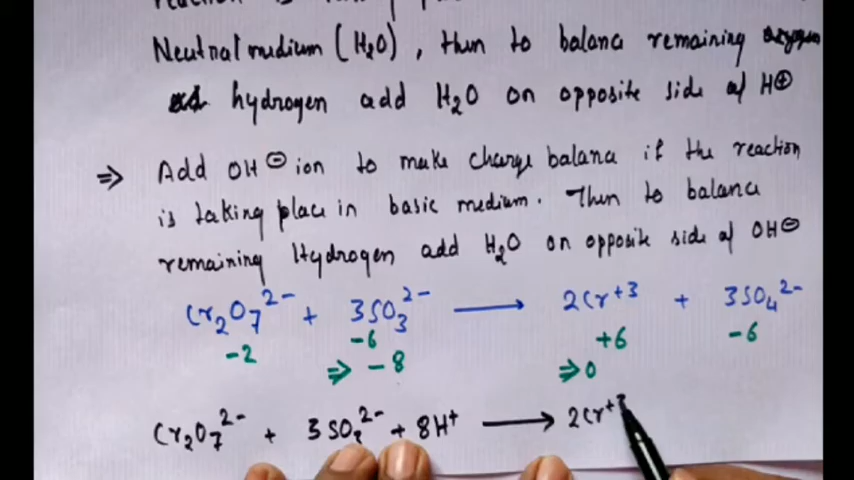 reaction is
Neutral medium (H2O), then to balance remaining
hydrogen add H2O on opposite side of H⊕
⇒ Add OH⊖ ion to make charge balance if the reaction
is taking place in basic medium. Then to balance
remaining Hydrogen add H2O on opposite side of OH⊖
Cr2O7^2- + 3SO3^2- ⟶ 2Cr^+3 + 3SO4^2-
-2 -6 +6 -6
⇒ -8 ⇒ 0
Cr2O7^2- + 3SO3^2- + 8H^+ ⟶ 2Cr^+3